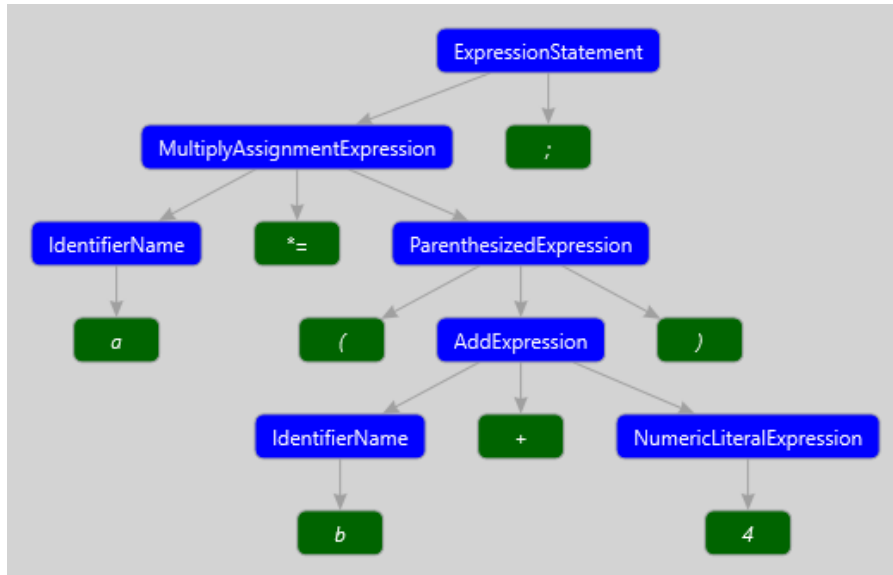 ExpressionStatement
MultiplyAssignmentExpression
;
IdentifierName
*=
ParenthesizedExpression
a
(
AddExpression
)
IdentifierName
+
NumericLiteralExpression
b
4